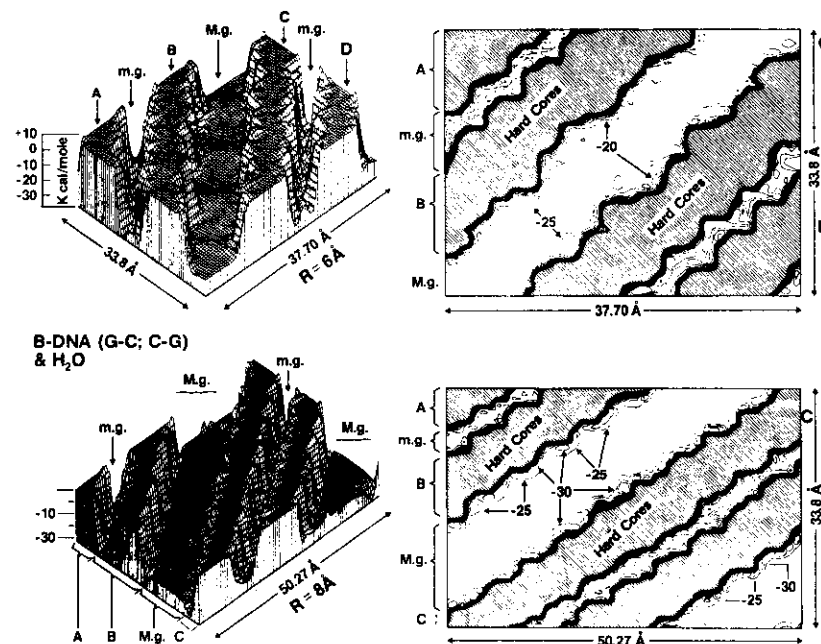 A
m.g.
B
M.g.
C
m.g.
D
+10
0
-10
-20
-30
K cal/mole
33.8 Å
37.70 Å
R = 6Å
A
m.g.
B
M.g.
Hard Cores
Hard Cores
-20
-25
33.8 Å
37.70 Å
B-DNA (G-C; C-G)
& H₂O
m.g.
M.g.
m.g.
M.g.
-10
-30
A
B
M.g.
C
50.27 Å
R = 8Å
A
m.g.
B
M.g.
C
Hard Cores
Hard Cores
-25
-30
-25
-25
-30
C
33.8 Å
50.27 Å